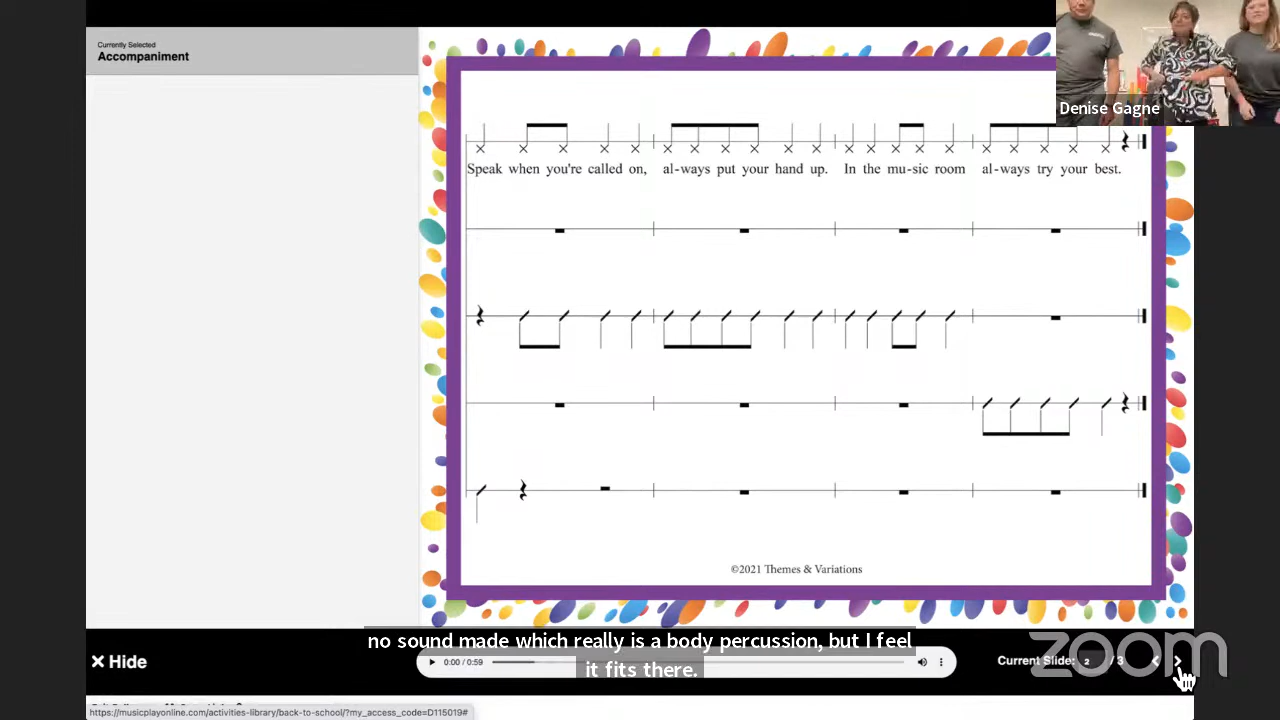 Currently Selected
Accompaniment
Denise Gagne
Speak when you're called on, al-ways put your hand up. In the mu-sic room al-ways try your best.
©2021 Themes & Variations
no sound made which really is a body percussion, but I feel
it fits there.
Hide
0:00 / 0:59
Current Slide: 2 / 3
zoom
https://musicplayonline.com/activities-library/back-to-school/?my_access_code=D115019#